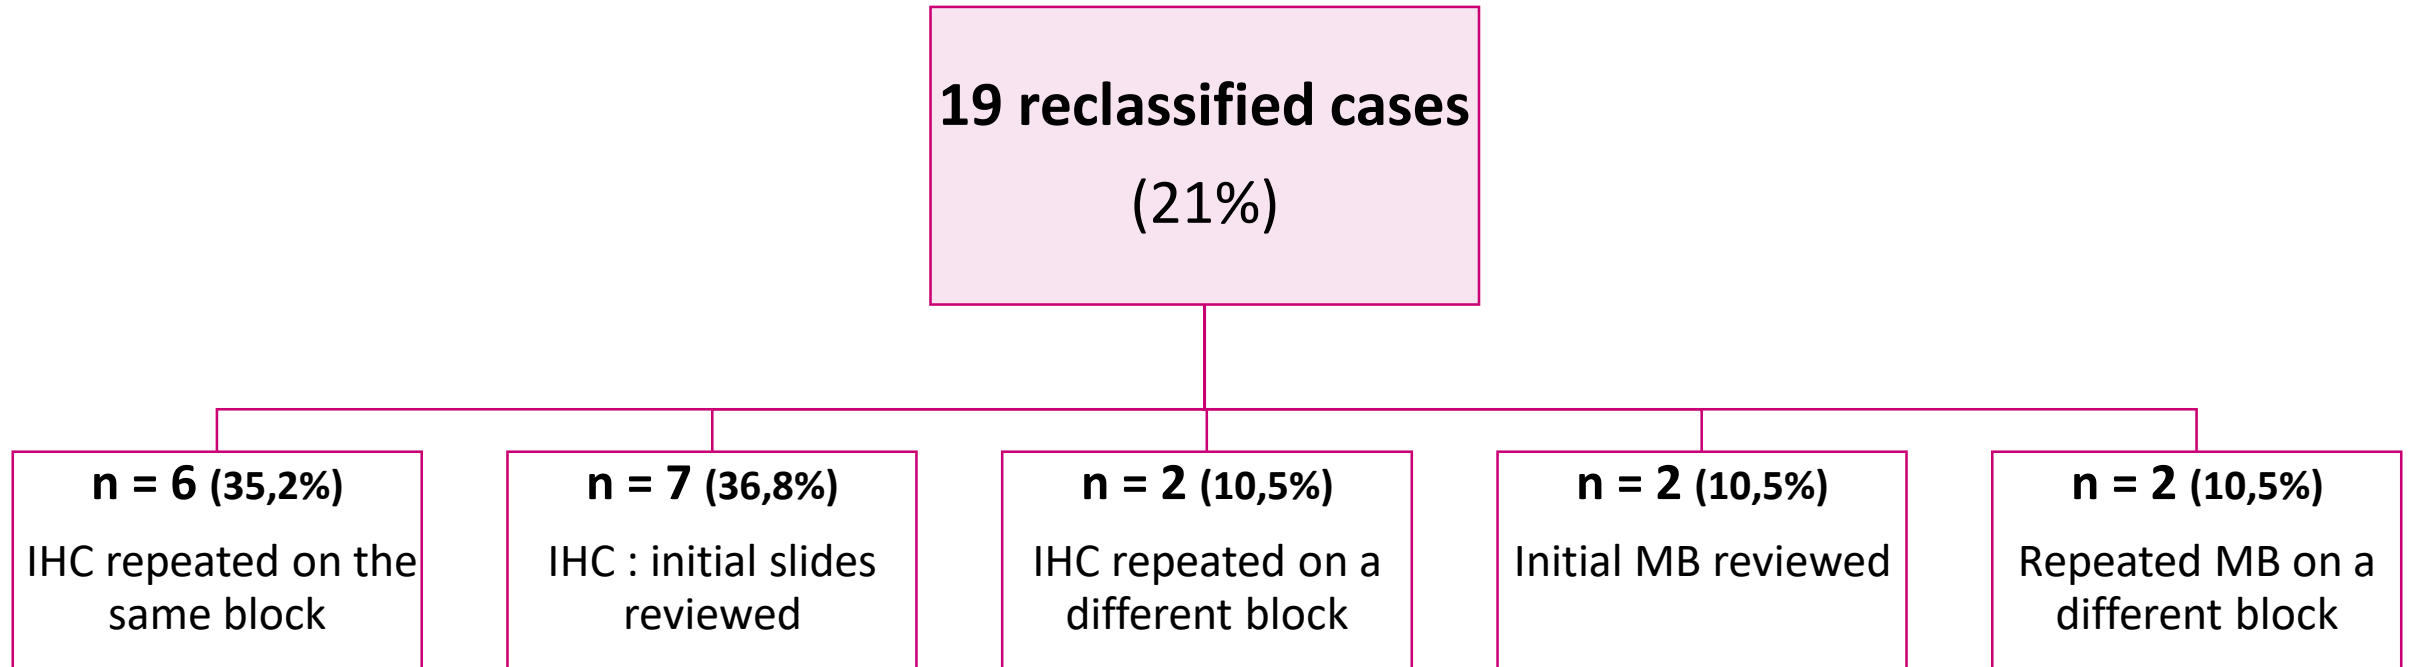 19 reclassified cases
(21%)
n = 6 (35,2%)
IHC repeated on the
same block
n = 7 (36,8%)
IHC : initial slides
reviewed
n = 2 (10,5%)
IHC repeated on a
different block
n = 2 (10,5%)
Initial MB reviewed
n = 2 (10,5%)
Repeated MB on a
different block